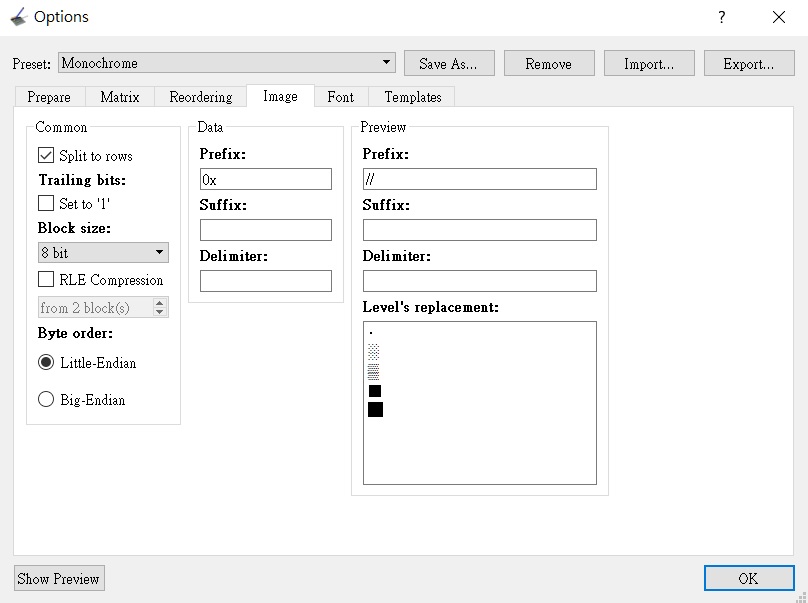 Options
Preset: Monochrome Save As... Remove Import... Export...
Prepare Matrix Reordering Image Font Templates
Common
Split to rows
Trailing bits:
Set to '1'
Block size:
8 bit
RLE Compression
from 2 block(s)
Byte order:
Little-Endian
Big-Endian
Data
Prefix:
0x
Suffix:
Delimiter:
Preview
Prefix:
//
Suffix:
Delimiter:
Level's replacement:
.
░
▒
▓
█
Show Preview OK